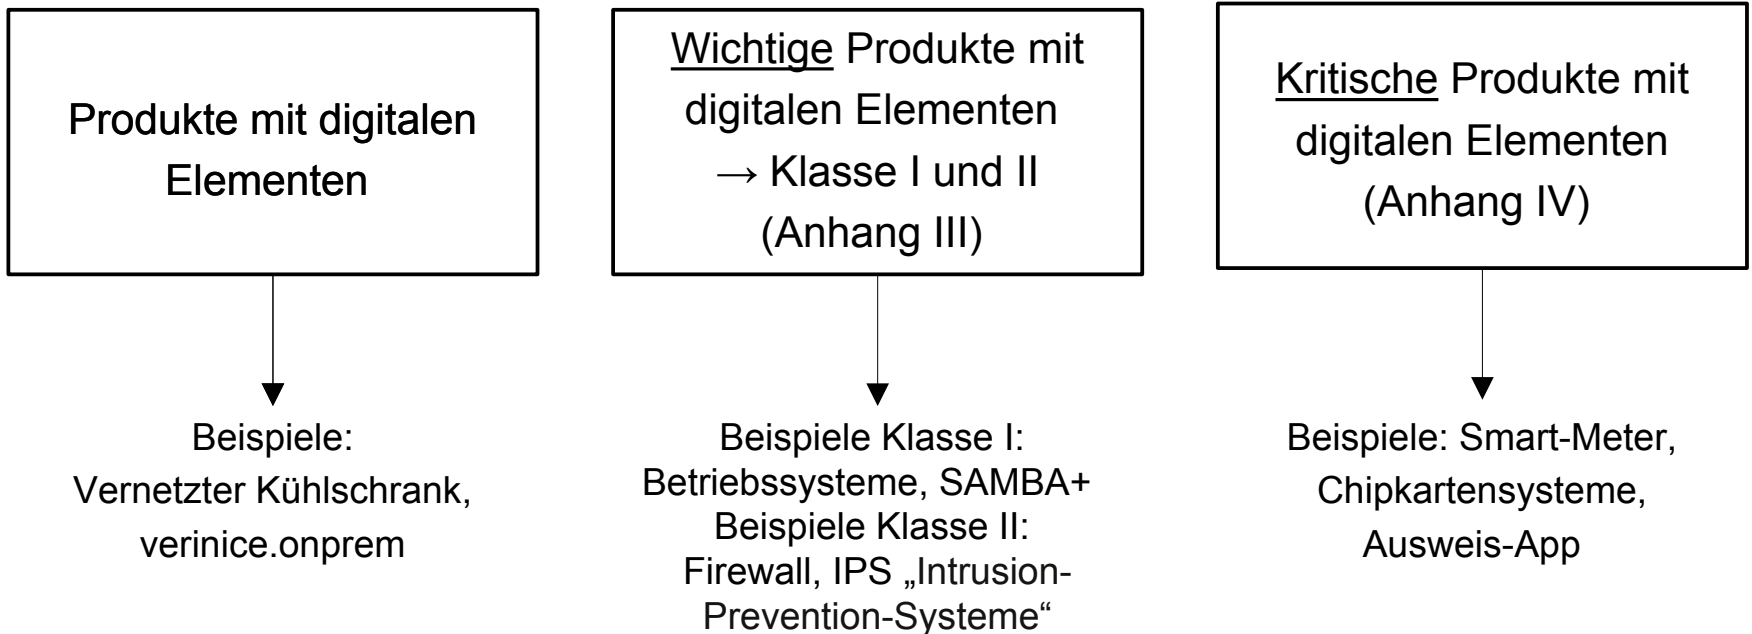 Produkte mit digitalen
Elementen
Wichtige Produkte mit
digitalen Elementen
→ Klasse I und II
(Anhang III)
Kritische Produkte mit
digitalen Elementen
(Anhang IV)
Beispiele:
Vernetzter Kühlschrank,
verinice.onprem
Beispiele Klasse I:
Betriebssysteme, SAMBA+
Beispiele Klasse II:
Firewall, IPS „Intrusion-
Prevention-Systeme“
Beispiele: Smart-Meter,
Chipkartensysteme,
Ausweis-App